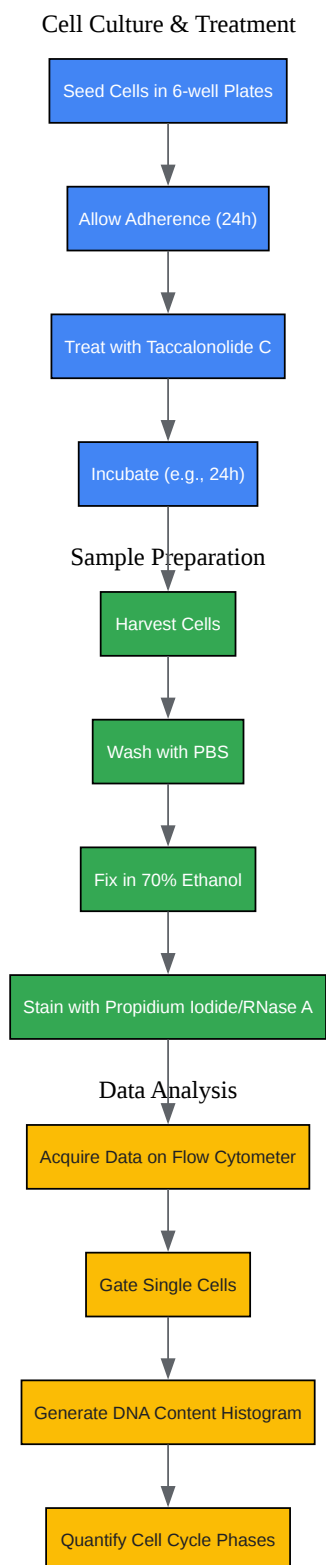 Cell Culture & Treatment
Seed Cells in 6-well Plates
Allow Adherence (24h)
Treat with Taccalonolide C
Incubate (e.g., 24h)
Sample Preparation
Harvest Cells
Wash with PBS
Fix in 70% Ethanol
Stain with Propidium Iodide/RNase A
Data Analysis
Acquire Data on Flow Cytometer
Gate Single Cells
Generate DNA Content Histogram
Quantify Cell Cycle Phases